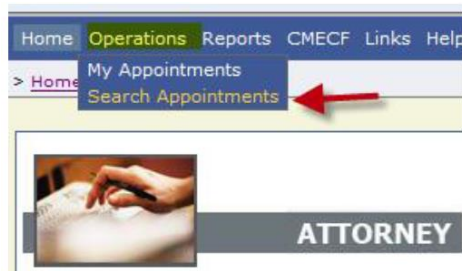 Home Operations Reports CMECF Links Help
> Home
My Appointments
Search Appointments
ATTORNEY